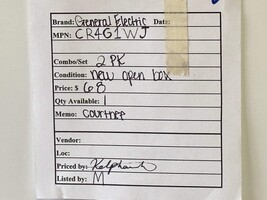 Brand: General Electric Date:
MPN: CR4G1WJ
Combo/Set 2 PK
Condition: new open box
Price: $ 68
Qty Available: 1
Memo: courtnee
Vendor:
Loc:
Priced by:
Listed by: M